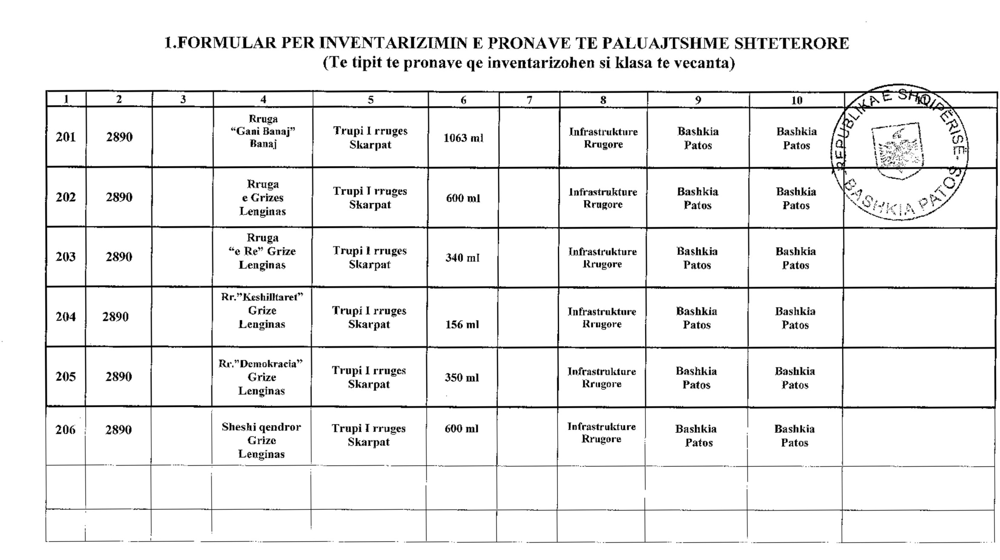 1.FORMULAR PER INVENTARIZIMIN E PRONAVE TE PALUAJTSHME SHTETERORE
(Te tipit te pronave qe inventarizohen si klasa te vecanta)
1 2 3 4 5 6 7 8 9 10 11
201 2890 Rruga “Gani Banaj” Banaj Trupi I rruges Skarpat 1063 ml Infrastrukture Rrugore Bashkia Patos Bashkia Patos
202 2890 Rruga e Grizes Lenginas Trupi I rruges Skarpat 600 ml Infrastrukture Rrugore Bashkia Patos Bashkia Patos
203 2890 Rruga “e Re” Grize Lenginas Trupi I rruges Skarpat 340 ml Infrastrukture Rrugore Bashkia Patos Bashkia Patos
204 2890 Rr.”Keshilltaret” Grize Lenginas Trupi I rruges Skarpat 156 ml Infrastrukture Rrugore Bashkia Patos Bashkia Patos
205 2890 Rr.”Demokracia” Grize Lenginas Trupi I rruges Skarpat 350 ml Infrastrukture Rrugore Bashkia Patos Bashkia Patos
206 2890 Sheshi qendror Grize Lenginas Trupi I rruges Skarpat 600 ml Infrastrukture Rrugore Bashkia Patos Bashkia Patos
REPUBLIKA E SHQIPËRISË - BASHKIA PATOS